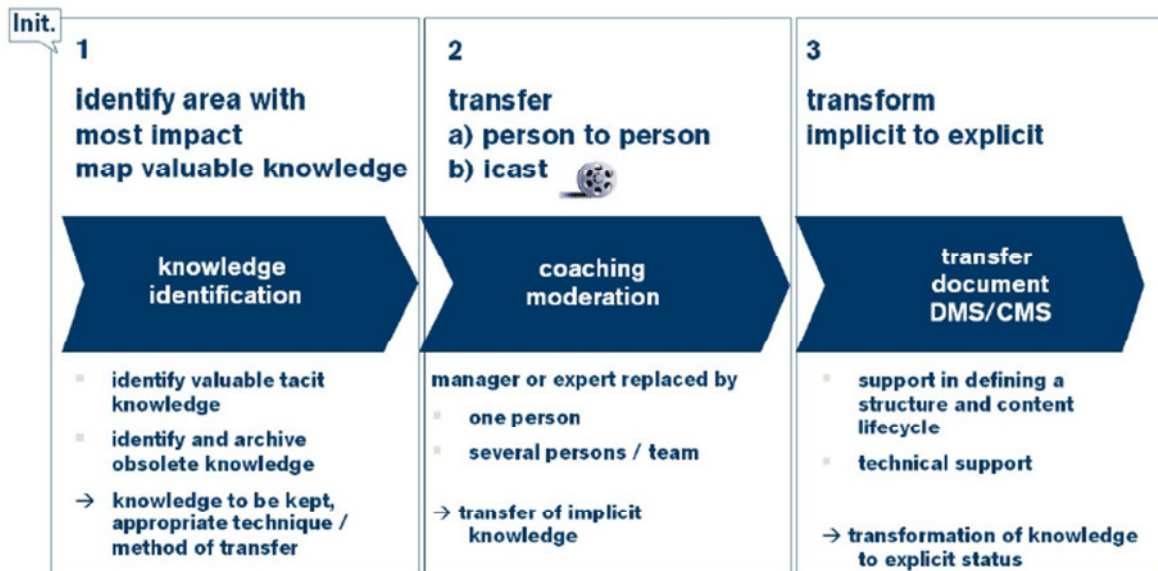 Init.
1
identify area with
most impact
map valuable knowledge
knowledge
identification
identify valuable tacit
knowledge
identify and archive
obsolete knowledge
→ knowledge to be kept,
appropriate technique /
method of transfer
2
transfer
a) person to person
b) icast
coaching
moderation
manager or expert replaced by
one person
several persons / team
→ transfer of implicit
knowledge
3
transform
implicit to explicit
transfer
document
DMS/CMS
support in defining a
structure and content
lifecycle
technical support
→ transformation of knowledge
to explicit status